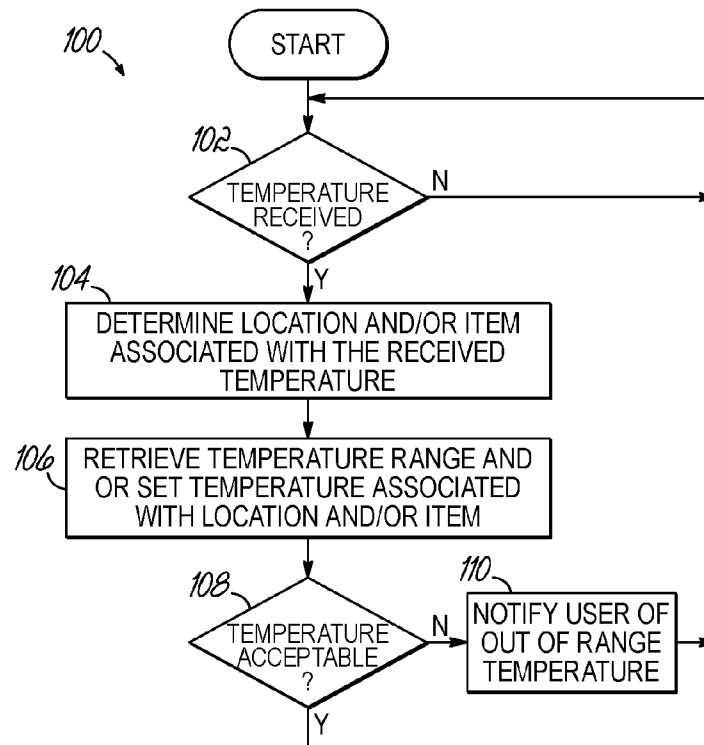 100
START
102
TEMPERATURE
RECEIVED
?
N
Y
104
DETERMINE LOCATION AND/OR ITEM
ASSOCIATED WITH THE RECEIVED
TEMPERATURE
106
RETRIEVE TEMPERATURE RANGE AND
OR SET TEMPERATURE ASSOCIATED
WITH LOCATION AND/OR ITEM
108
TEMPERATURE
ACCEPTABLE
?
N
Y
110
NOTIFY USER OF
OUT OF RANGE
TEMPERATURE